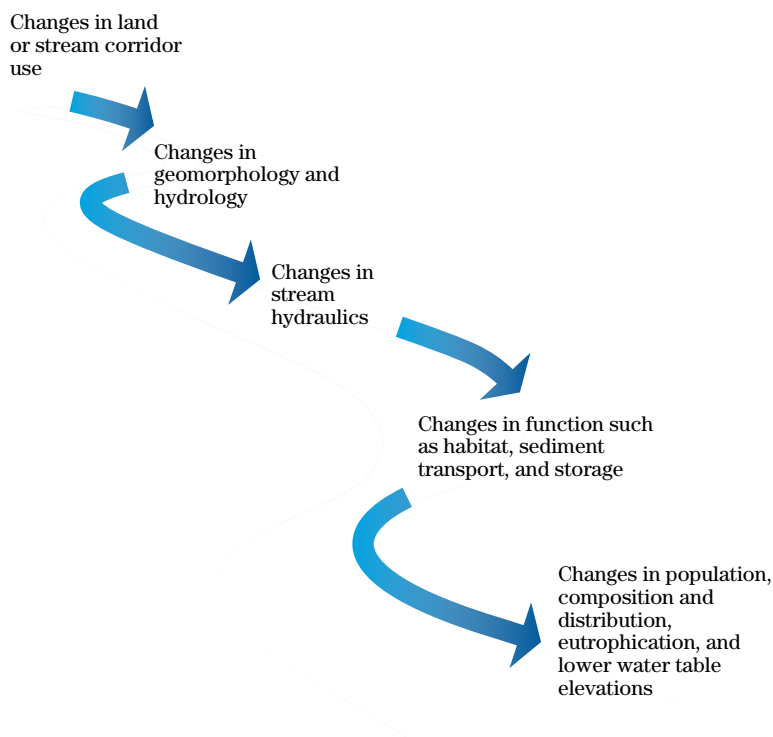 Changes in land
or stream corridor
use
Changes in
geomorphology and
hydrology
Changes in
stream
hydraulics
Changes in function such
as habitat, sediment
transport, and storage
Changes in population,
composition and
distribution,
eutrophication, and
lower water table
elevations